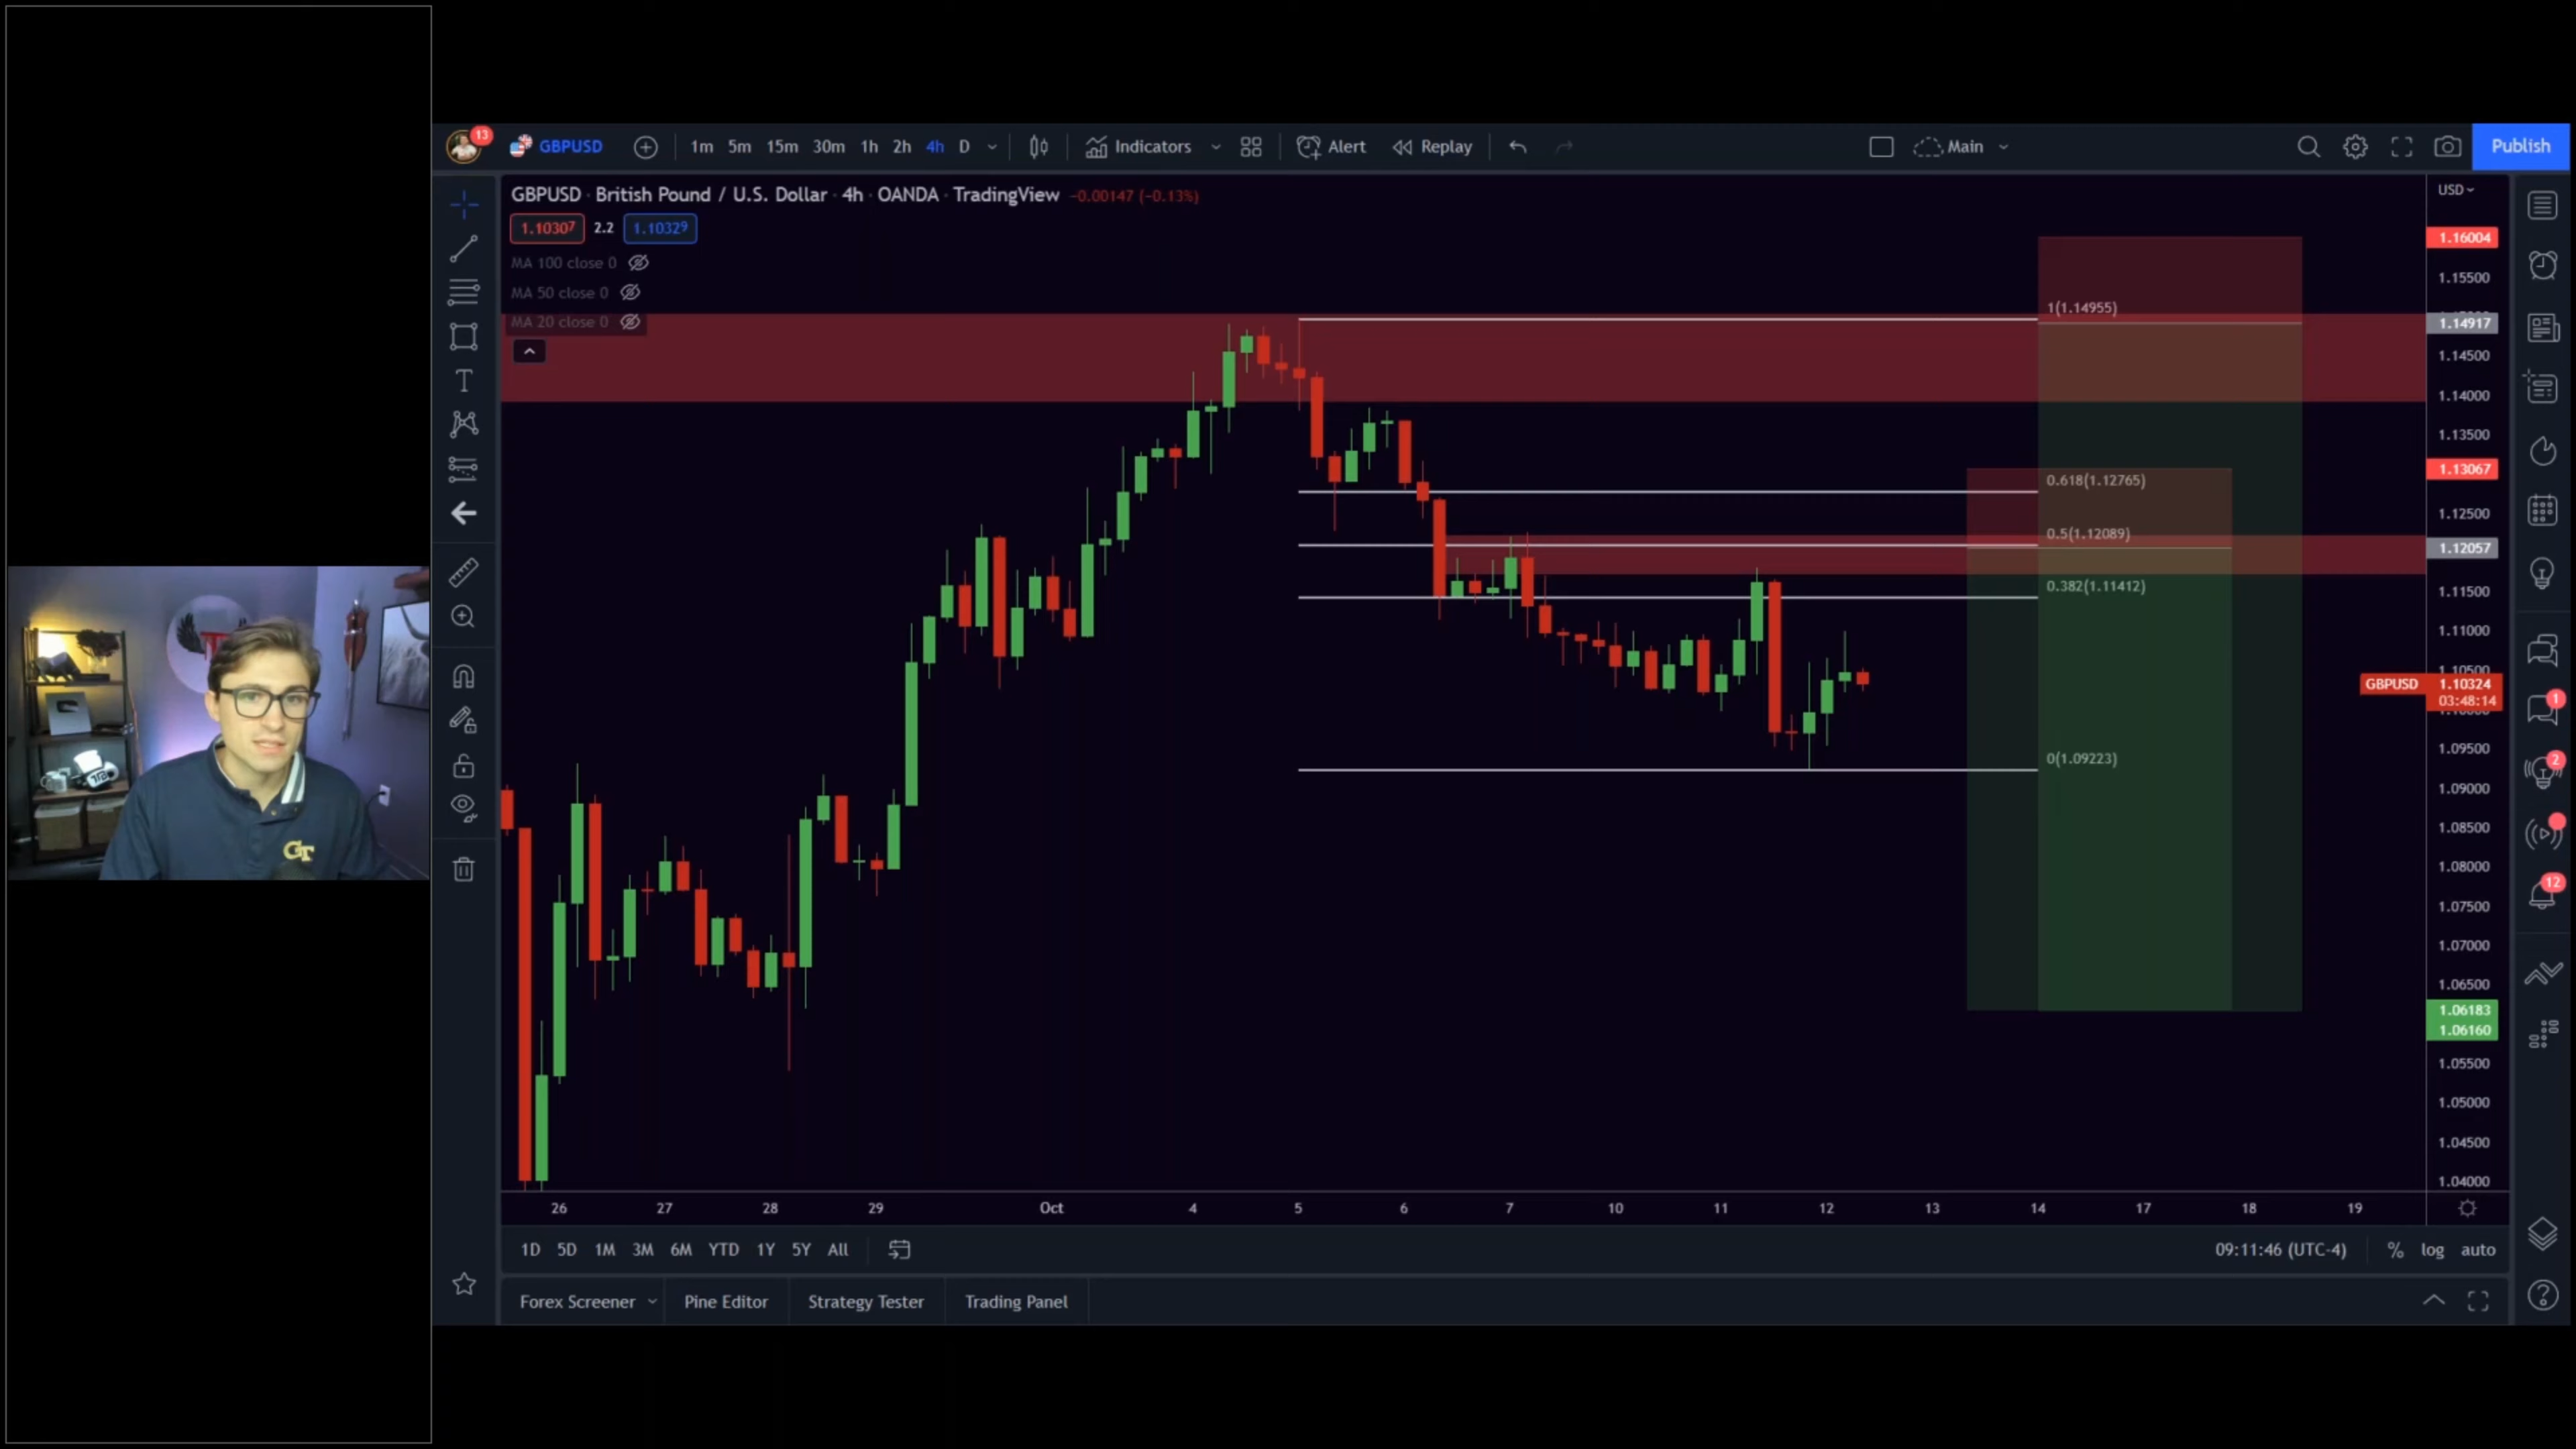 13 GBPUSD 1m 5m 15m 30m 1h 2h 4h D Indicators Alert Replay Main Publish
GBPUSD · British Pound / U.S. Dollar · 4h · OANDA · TradingView −0.00147 (−0.13%)
1.10307 2.2 1.10329
MA 100 close 0
MA 50 close 0
MA 20 close 0
USD
1.16004
1.15500
1(1.14955)
1.14917
1.14500
1.14000
1.13500
1.13067
0.618(1.12765)
1.12500
0.5(1.12089)
1.12057
0.382(1.11412)
1.11500
1.11000
1.10500
GBPUSD 1.10324
03:48:14
1.09500
0(1.09223)
1.09000
1.08500
1.08000
1.07500
1.07000
1.06500
1.06183
1.06160
1.05500
1.05000
1.04500
1.04000
1
2
12
GT
26 27 28 29 Oct 4 5 6 7 10 11 12 13 14 17 18 19
1D 5D 1M 3M 6M YTD 1Y 5Y All 09:11:46 (UTC-4) % log auto
Forex Screener Pine Editor Strategy Tester Trading Panel